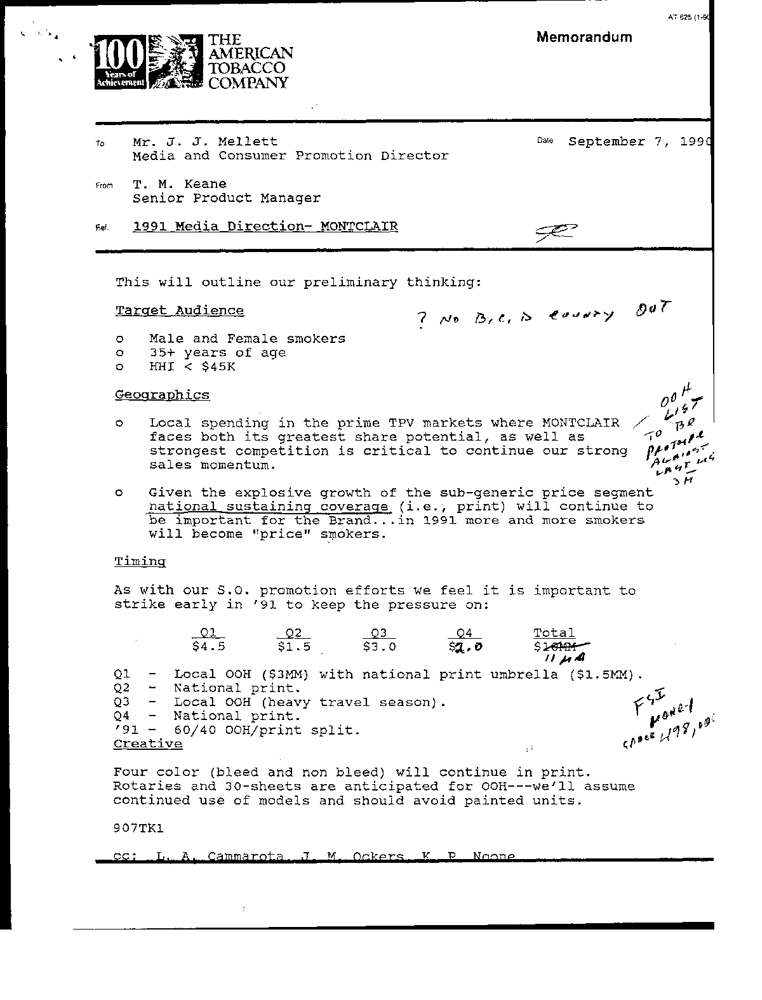 AT 625 (1-90
Memorandum
100
Years of
Achievement
THE
AMERICAN
TOBACCO
COMPANY
To Mr. J. J. Mellett
Media and Consumer Promotion Director
Date September 7, 1990
From T. M. Keane
Senior Product Manager
Ref. 1991 Media Direction- MONTCLAIR
This will outline our preliminary thinking:
Target Audience
? NO B, C, D COUNTY OUT
o Male and Female smokers
o 35+ years of age
o HHI < $45K
Geographics
OOH
LIST
TO BE
AGAINST
o Local spending in the prime TPV markets where MONTCLAIR
faces both its greatest share potential, as well as
strongest competition is critical to continue our strong
sales momentum.
o Given the explosive growth of the sub-generic price segment
national sustaining coverage (i.e., print) will continue to
be important for the Brand...in 1991 more and more smokers
will become "price" smokers.
Timing
As with our S.O. promotion efforts we feel it is important to
strike early in '91 to keep the pressure on:
Q1 Q2 Q3 Q4 Total
$4.5 $1.5 $3.0 $2.0 $10MM
11 MM
Q1 - Local OOH ($3MM) with national print umbrella ($1.5MM).
Q2 - National print.
Q3 - Local OOH (heavy travel season).
Q4 - National print.
'91 - 60/40 OOH/print split.
FSI
MONEY
Creative
Four color (bleed and non bleed) will continue in print.
Rotaries and 30-sheets are anticipated for OOH---we'll assume
continued use of models and should avoid painted units.
907TK1
cc: L. A. Cammarota, J. M. Ockers, K. P. Noone